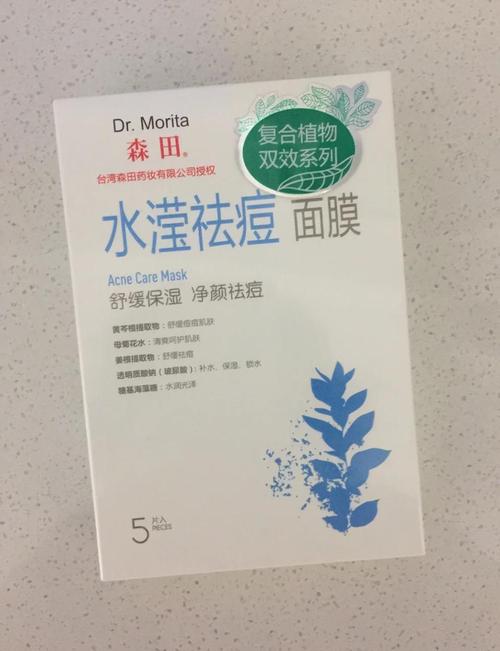 Dr. Morita
森田®
台湾森田药妆有限公司授权
复合植物
双效系列
水滢祛痘 面膜
Acne Care Mask
舒缓保湿 净颜祛痘
黄芩根提取物：舒缓痘痘肌肤
母菊花水：清爽呵护肌肤
姜根提取物：舒缓祛痘
透明质酸钠（玻尿酸）：补水、保湿、锁水
糖基海藻糖：水润光泽
5 片入
PIECES